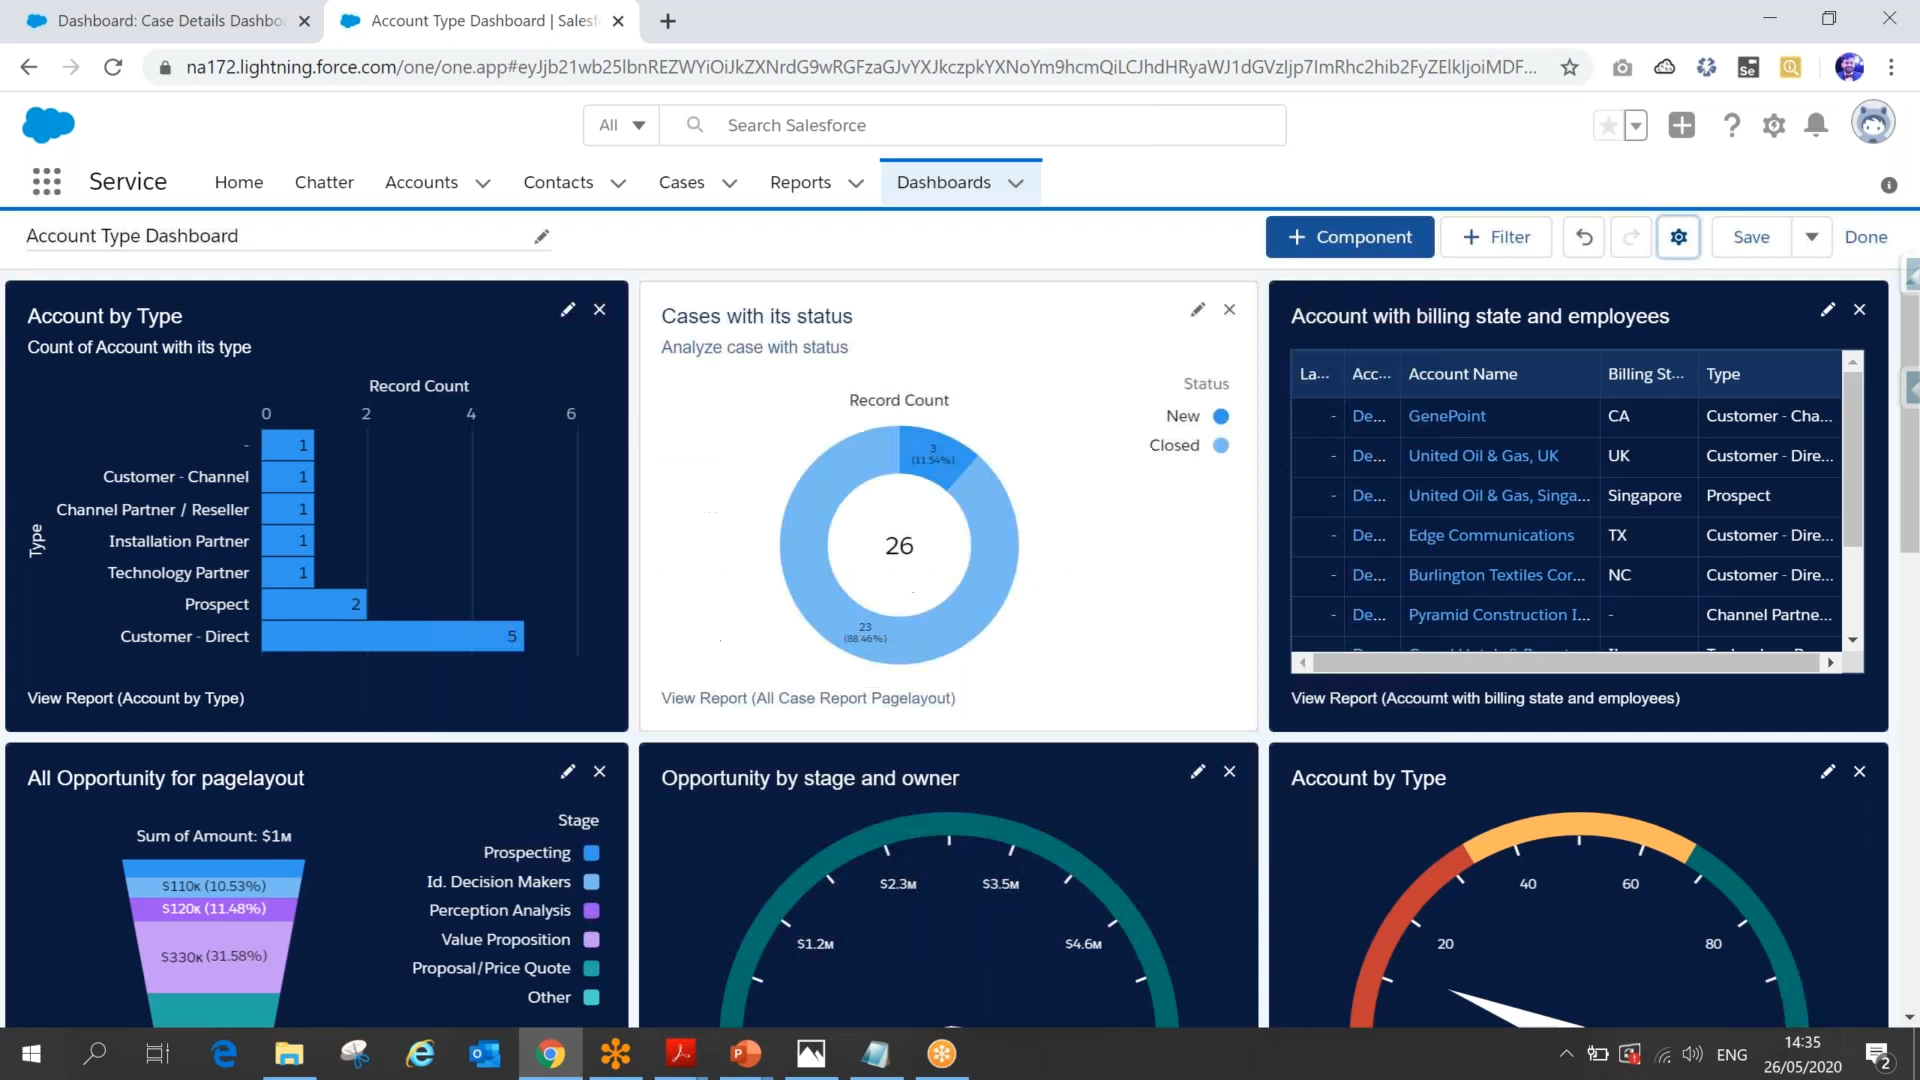 Dashboard: Case Details Dashbo
Account Type Dashboard | Salesf
na172.lightning.force.com/one/one.app#eyJjb21wb25lbnREZWYiOiJkZXNrdG9wRGFzaGJvYXJkczpkYXNoYm9hcmQiLCJhdHRyaWJ1dGVzIjp7ImRhc2hib2FyZElkIjoiMDF...
Se
All
Search Salesforce
Service
Home
Chatter
Accounts
Contacts
Cases
Reports
Dashboards
Account Type Dashboard
+ Component
+ Filter
Save
Done
Account by Type
Count of Account with its type
Record Count
0 2 4 6
Type
- 1
Customer - Channel 1
Channel Partner / Reseller 1
Installation Partner 1
Technology Partner 1
Prospect 2
Customer - Direct 5
View Report (Account by Type)
Cases with its status
Analyze case with status
Status
New
Closed
Record Count
3
(11.54%)
26
23
(88.46%)
View Report (All Case Report Pagelayout)
Account with billing state and employees
La... Acc... Account Name Billing St... Type
- De... GenePoint CA Customer - Cha...
- De... United Oil & Gas, UK UK Customer - Dire...
- De... United Oil & Gas, Singa... Singapore Prospect
- De... Edge Communications TX Customer - Dire...
- De... Burlington Textiles Cor... NC Customer - Dire...
- De... Pyramid Construction I... - Channel Partne...
View Report (Accoumt with billing state and employees)
All Opportunity for pagelayout
Sum of Amount: $1M
$110K (10.53%)
$120K (11.48%)
$330K (31.58%)
Stage
Prospecting
Id. Decision Makers
Perception Analysis
Value Proposition
Proposal/Price Quote
Other
Opportunity by stage and owner
$1.2M
$2.3M
$3.5M
$4.6M
Account by Type
20
40
60
80
ENG
14:35
26/05/2020
2